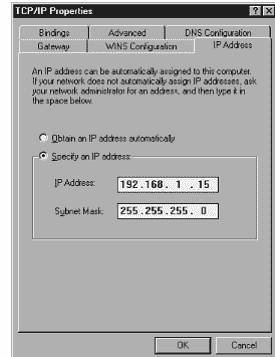 TCP/IP Properties
Bindings Advanced DNS Configuration
Gateway WINS Configuration IP Address
An IP address can be automatically assigned to this computer.
If your network does not automatically assign IP addresses, ask
your network administrator for an address, and then type it in
the space below.
Obtain an IP address automatically
Specify an IP address:
IP Address: 192.168. 1 .15
Subnet Mask: 255.255.255. 0
OK Cancel